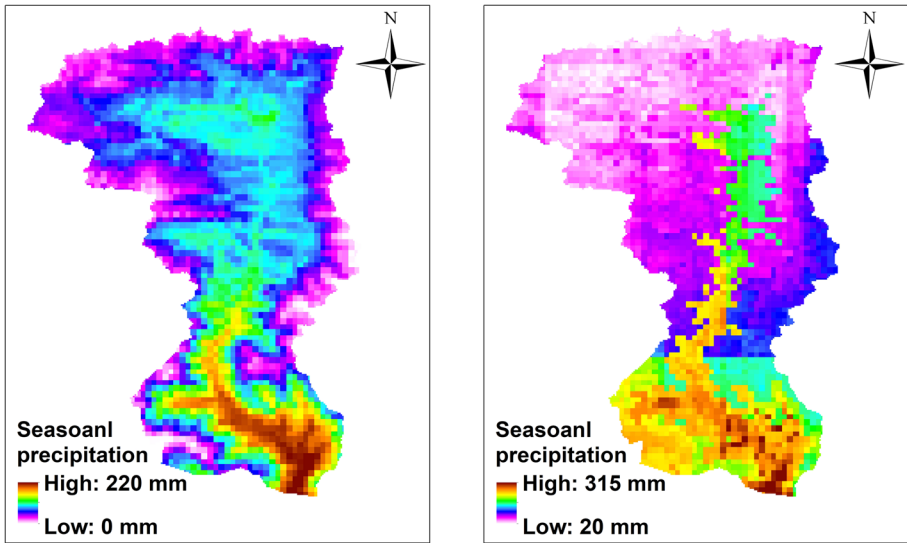 N
Seasoanl
precipitation
High: 220 mm
Low: 0 mm
N
Seasoanl
precipitation
High: 315 mm
Low: 20 mm